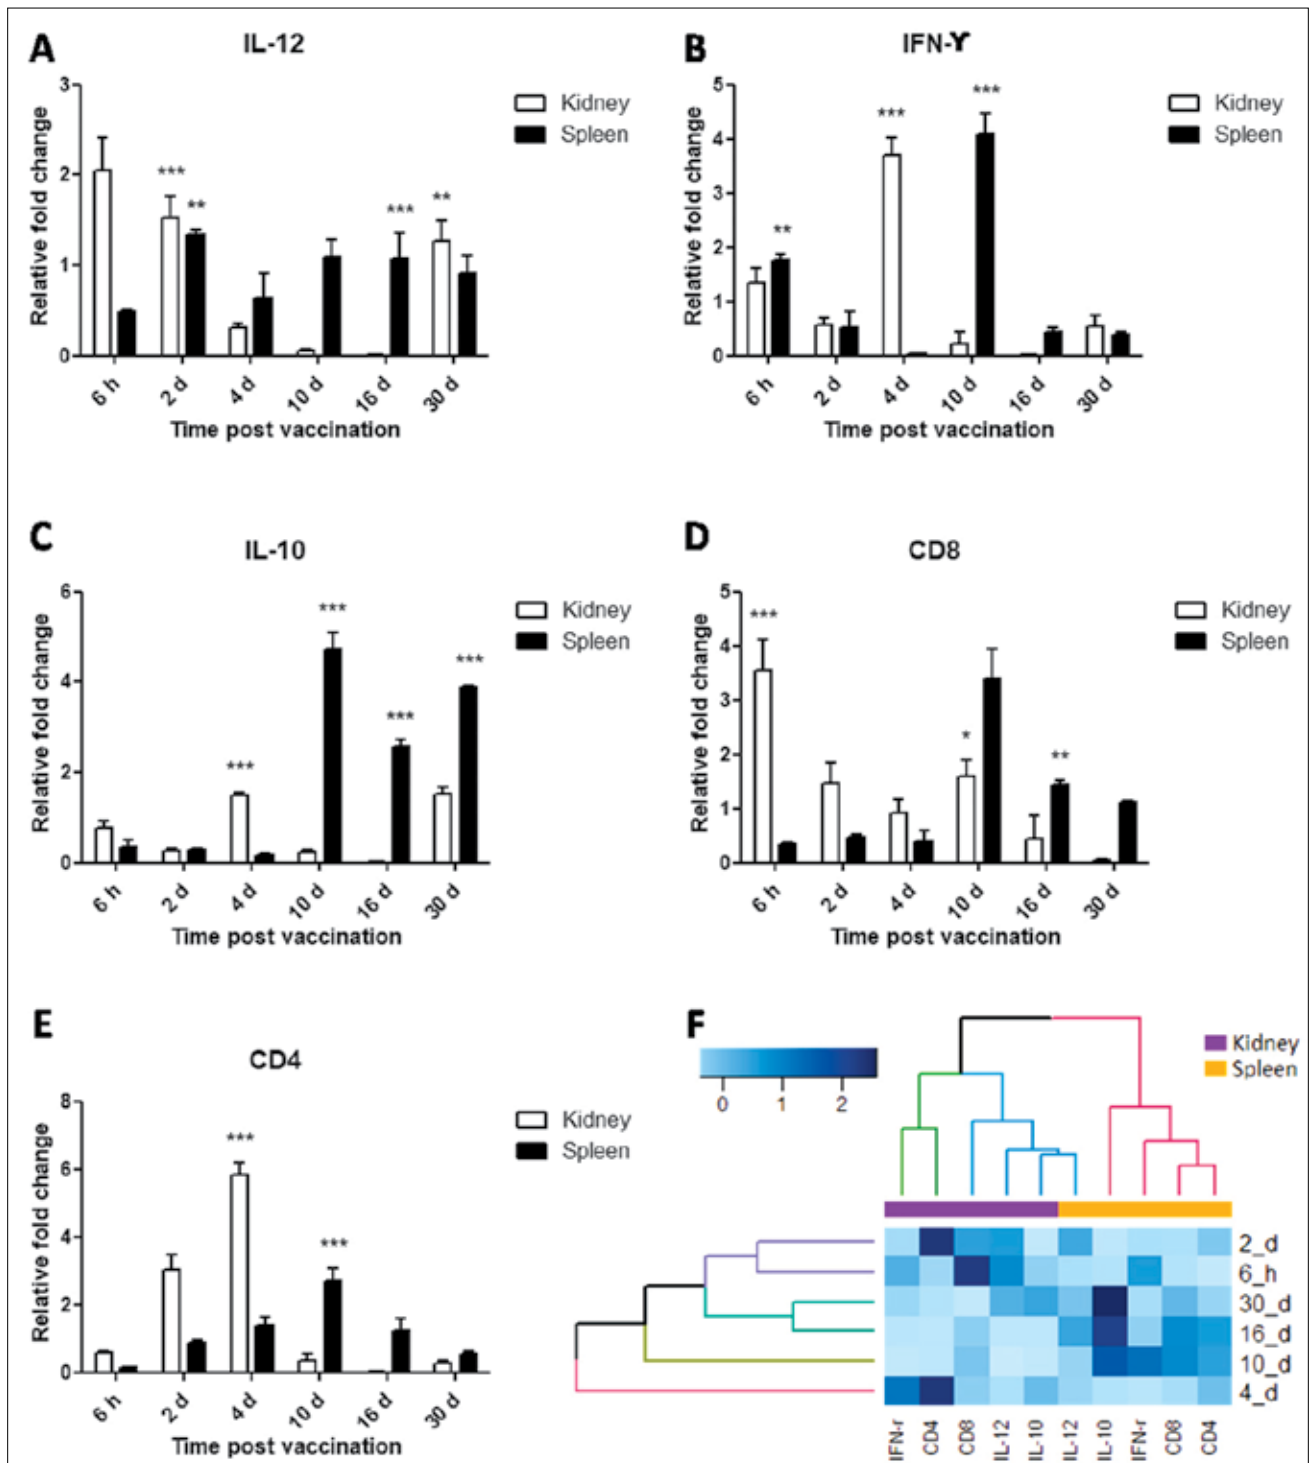 A
IL-12
Relative fold change
3
2
1
0
***
**
***
**
Kidney
Spleen
6 h
2 d
4 d
10 d
16 d
30 d
Time post vaccination
B
IFN-ϒ
Relative fold change
5
4
3
2
1
0
**
***
***
Kidney
Spleen
6 h
2 d
4 d
10 d
16 d
30 d
Time post vaccination
C
IL-10
Relative fold change
6
4
2
0
***
***
***
***
Kidney
Spleen
6 h
2 d
4 d
10 d
16 d
30 d
Time post vaccination
D
CD8
Relative fold change
5
4
3
2
1
0
***
*
**
Kidney
Spleen
6 h
2 d
4 d
10 d
16 d
30 d
Time post vaccination
E
CD4
Relative fold change
8
6
4
2
0
***
***
Kidney
Spleen
6 h
2 d
4 d
10 d
16 d
30 d
Time post vaccination
F
0 1 2
Kidney
Spleen
2_d
6_h
30_d
16_d
10_d
4_d
IFN-r
CD4
CD8
IL-12
IL-10
IL-12
IL-10
IFN-r
CD8
CD4